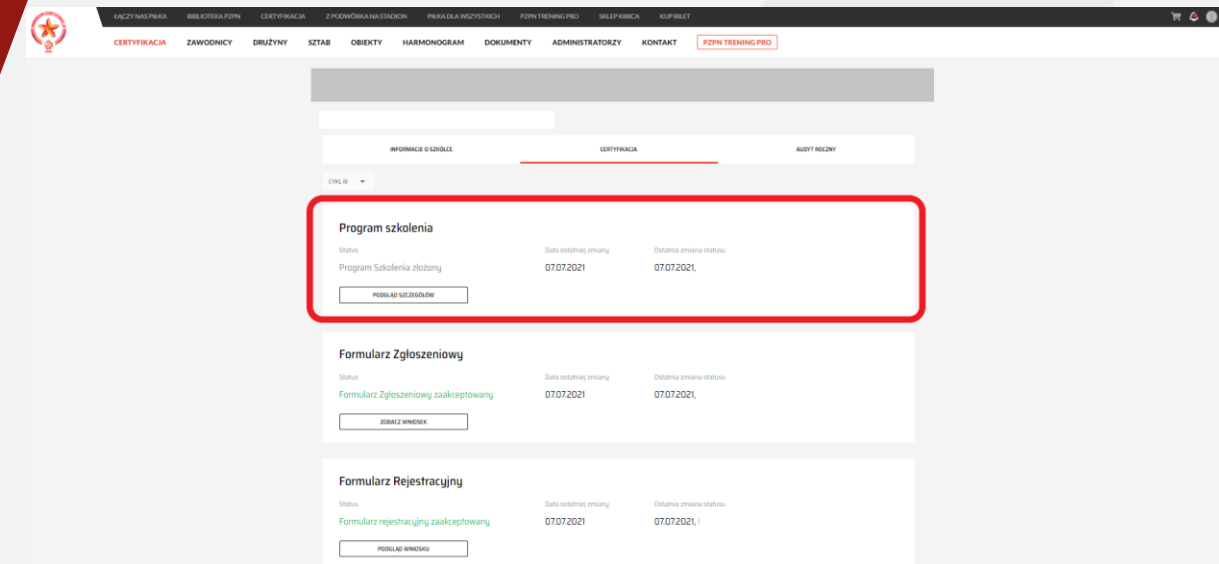 ŁĄCZY NAS PIŁKA BIBLIOTEKA PZPN CERTYFIKACJA Z PODWÓRKA NA STADION PIŁKA DLA WSZYSTKICH PZPN TRENING PRO SKLEP KIBICA KUP BILET
CERTYFIKACJA ZAWODNICY DRUŻYNY SZTAB OBIEKTY HARMONOGRAM DOKUMENTY ADMINISTRATORZY KONTAKT PZPN TRENING PRO
INFORMACJE O SZKÓŁCE CERTYFIKACJA AUDYT ROCZNY
Program szkolenia
Status Data ostatniej zmiany Ostatnia zmiana statusu
Program Szkolenia złożony 07.07.2021 07.07.2021,
PODGLĄD SZCZEGÓŁÓW
Formularz Zgłoszeniowy
Status Data ostatniej zmiany Ostatnia zmiana statusu
Formularz Zgłoszeniowy zaakceptowany 07.07.2021 07.07.2021,
ZOBACZ WNIOSEK
Formularz Rejestracyjny
Status Data ostatniej zmiany Ostatnia zmiana statusu
Formularz rejestracyjny zaakceptowany 07.07.2021 07.07.2021,
PODGLĄD WNIOSKU